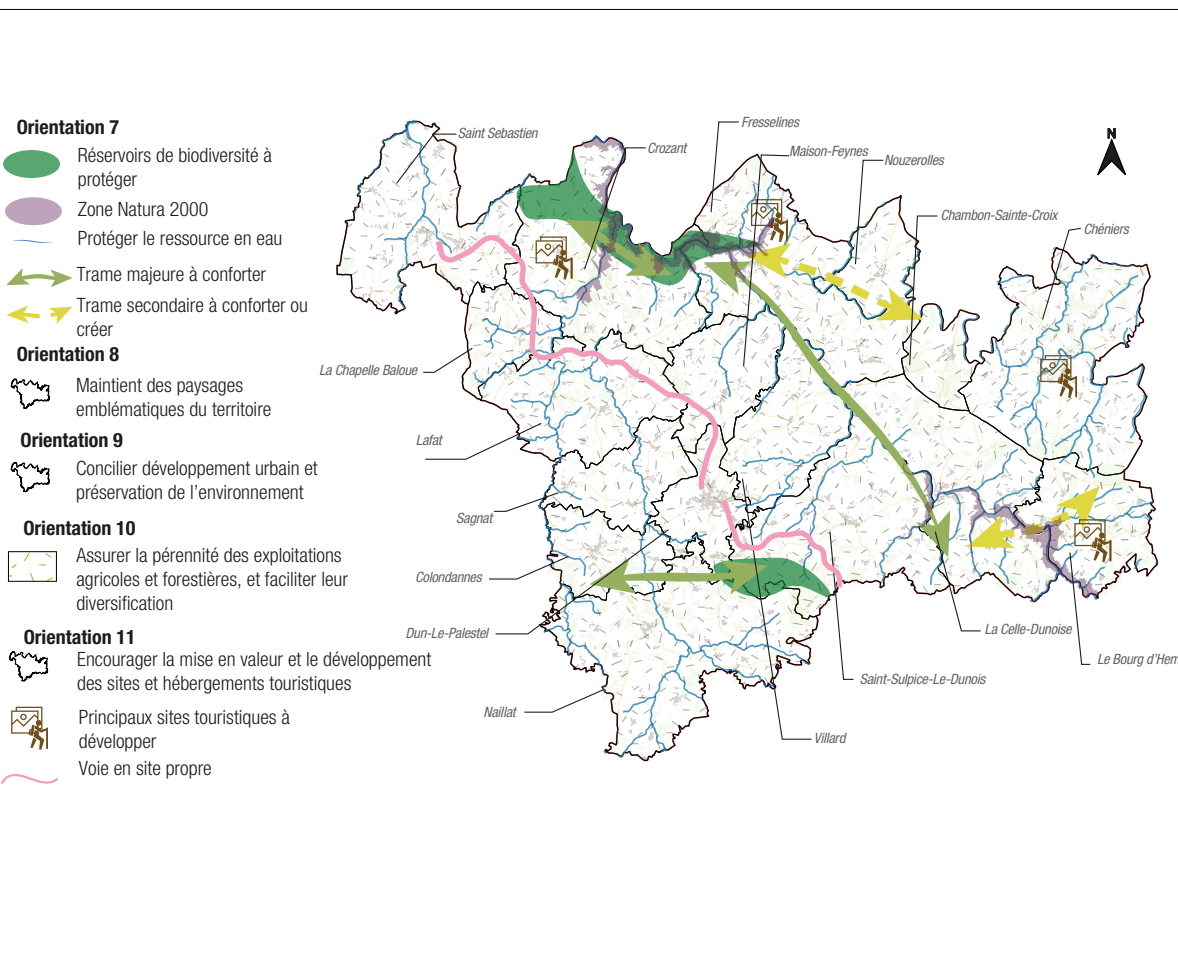 Orientation 7
Réservoirs de biodiversité à
protéger
Zone Natura 2000
Protéger le ressource en eau
Trame majeure à conforter
Trame secondaire à conforter ou
créer
Orientation 8
Maintient des paysages
emblématiques du territoire
Orientation 9
Concilier développement urbain et
préservation de l'environnement
Orientation 10
Assurer la pérennité des exploitations
agricoles et forestières, et faciliter leur
diversification
Orientation 11
Encourager la mise en valeur et le développement
des sites et hébergements touristiques
Principaux sites touristiques à
développer
Voie en site propre
Saint Sebastien
Crozant
Fresselines
Maison-Feynes
Nouzerolles
Chambon-Sainte-Croix
Chéniers
N
La Chapelle Baloue
Lafat
Sagnat
Colondannes
Dun-Le-Palestel
Naillat
La Celle-Dunoise
Le Bourg d'Hem
Saint-Sulpice-Le-Dunois
Villard